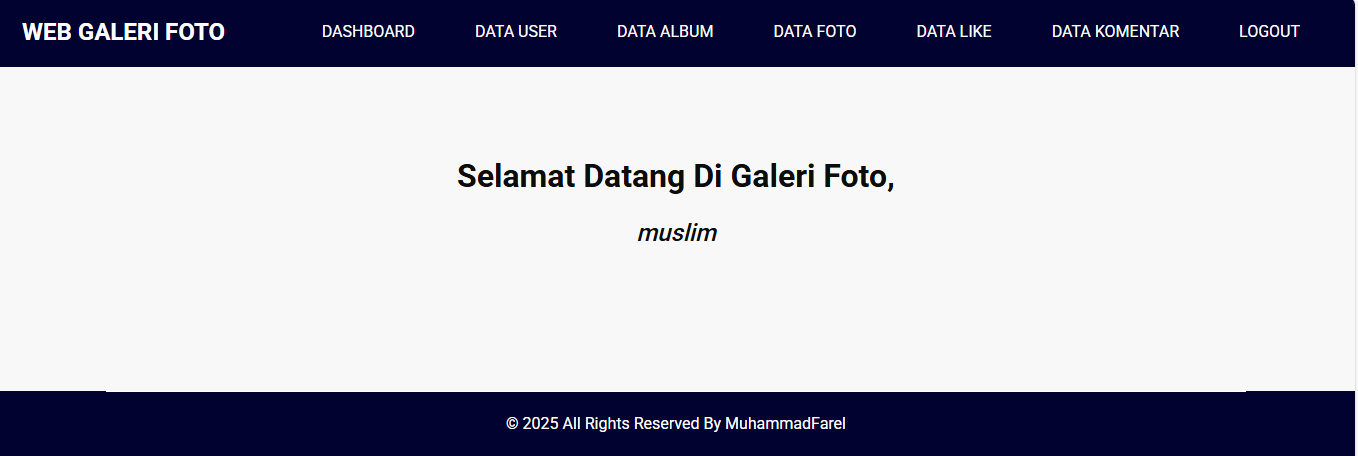 WEB GALERI FOTO DASHBOARD DATA USER DATA ALBUM DATA FOTO DATA LIKE DATA KOMENTAR LOGOUT
Selamat Datang Di Galeri Foto,
muslim
© 2025 All Rights Reserved By MuhammadFarel